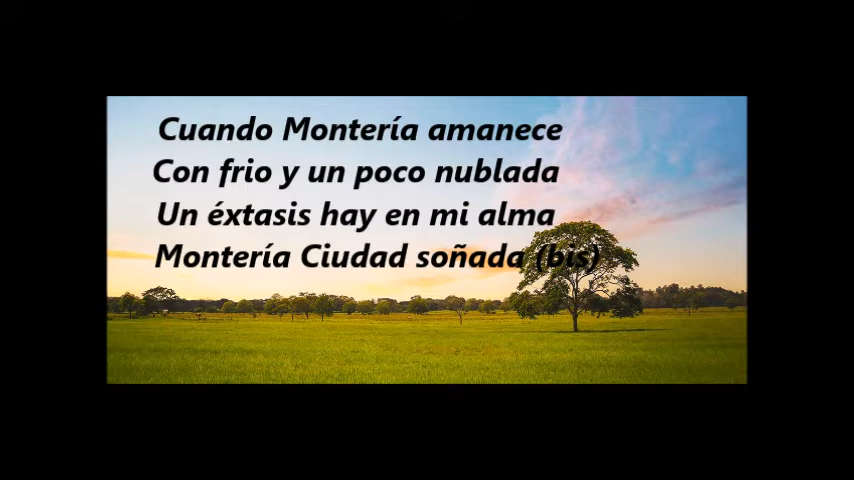 Cuando Montería amanece
Con frio y un poco nublada
Un éxtasis hay en mi alma
Montería Ciudad soñada (bis)